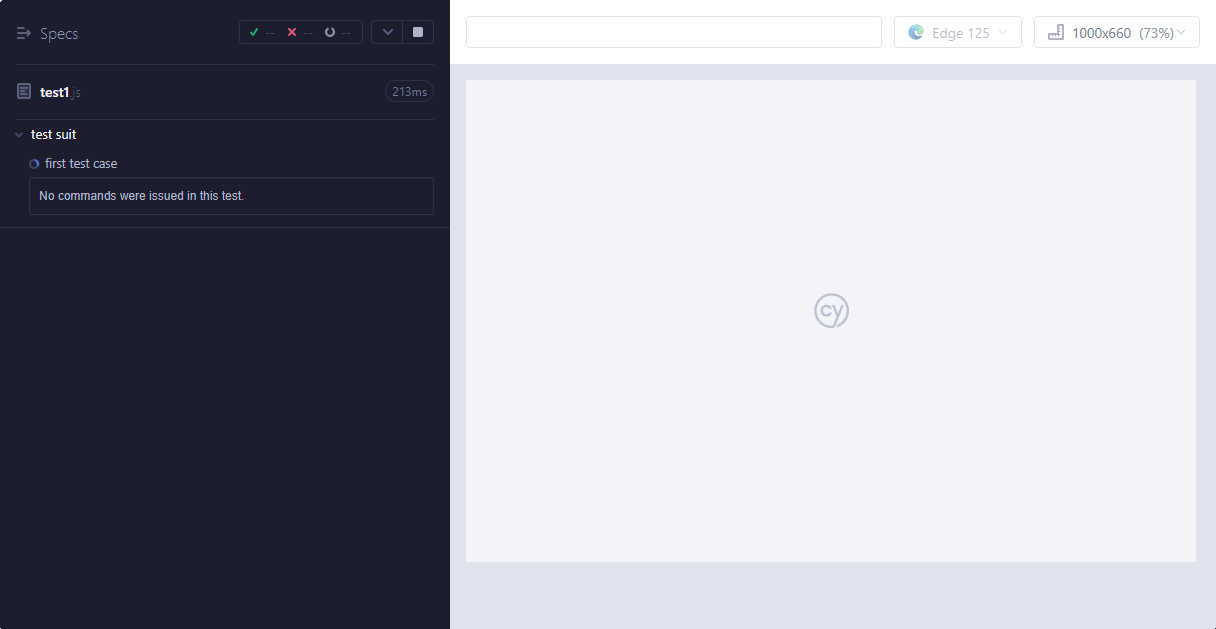 Specs
-- -- --
Edge 125
1000x660 (73%)
test1.js
213ms
test suit
first test case
No commands were issued in this test.
cy